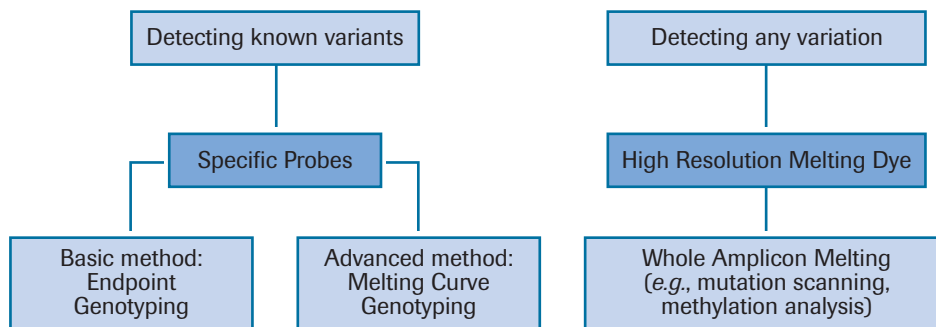 Detecting known variants
Specific Probes
Basic method:
Endpoint
Genotyping
Advanced method:
Melting Curve
Genotyping
Detecting any variation
High Resolution Melting Dye
Whole Amplicon Melting
(e.g., mutation scanning,
methylation analysis)